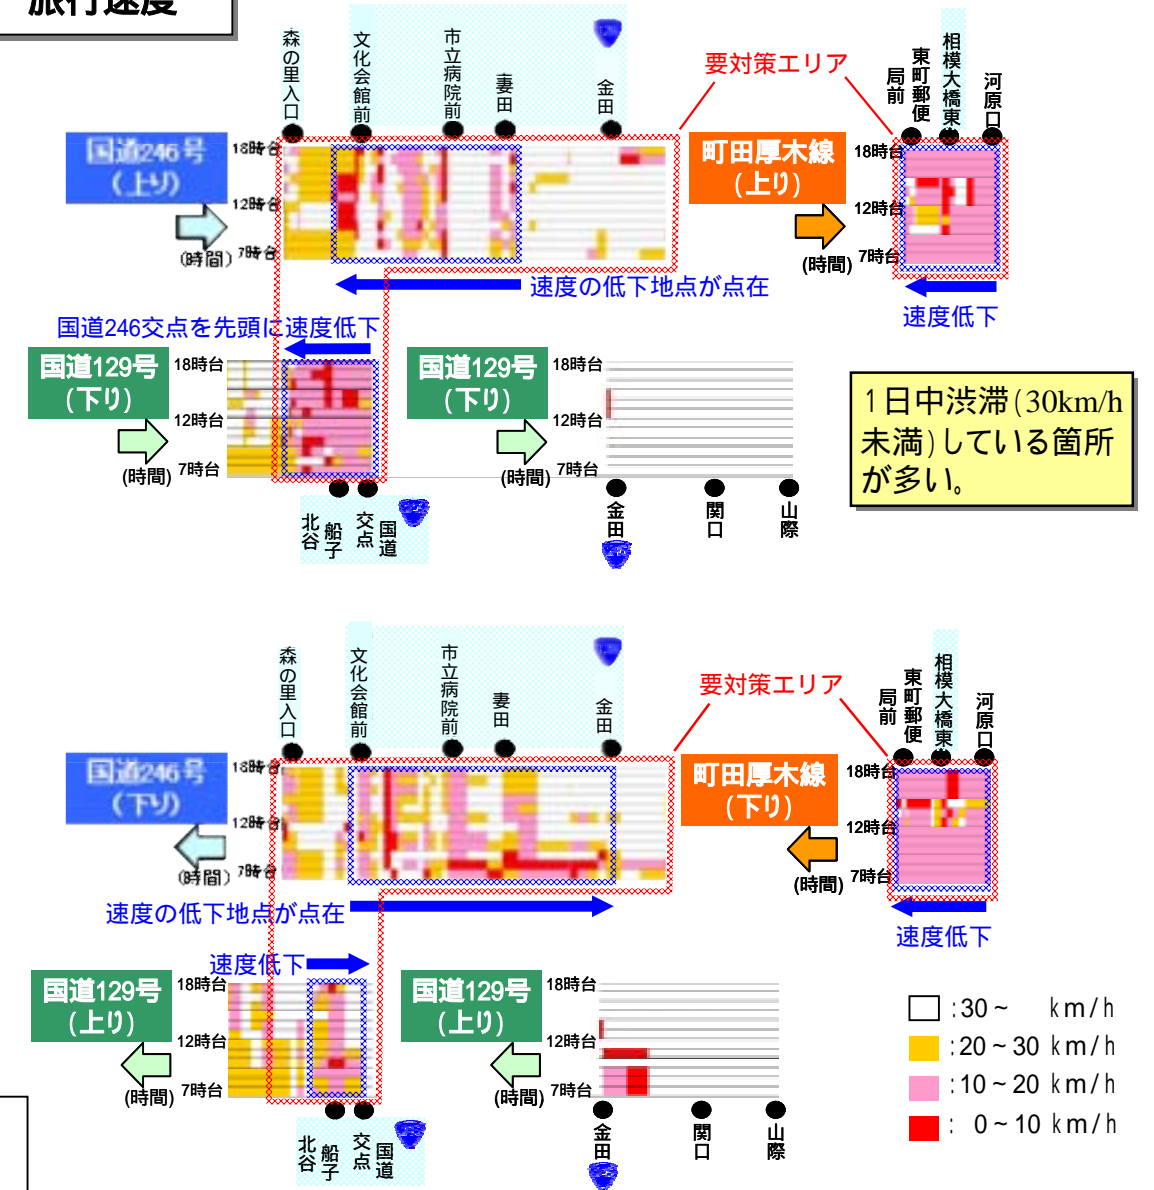 旅行速度
森の里入口
文化会館前
市立病院前
妻田
金田
要対策エリア
東町郵便
局前
相模大橋東
河原口
国道246号
(上り)
18時台
12時台
7時台
(時間)
町田厚木線
(上り)
18時台
12時台
7時台
(時間)
速度の低下地点が点在
速度低下
国道246交点を先頭に速度低下
国道129号
(下り)
18時台
12時台
7時台
(時間)
国道129号
(下り)
18時台
12時台
7時台
(時間)
1日中渋滞(30km/h
未満)している箇所
が多い。
北谷
船子
交点
国道
金田
関口
山際
森の里入口
文化会館前
市立病院前
妻田
金田
要対策エリア
東町郵便
局前
相模大橋東
河原口
国道246号
(下り)
18時台
12時台
7時台
(時間)
町田厚木線
(下り)
18時台
12時台
7時台
(時間)
速度の低下地点が点在
速度低下
速度低下
国道129号
(上り)
18時台
12時台
7時台
(時間)
国道129号
(上り)
18時台
12時台
7時台
(時間)
:30~ km/h
:20~30 km/h
:10~20 km/h
: 0~10 km/h
北谷
船子
交点
国道
金田
関口
山際